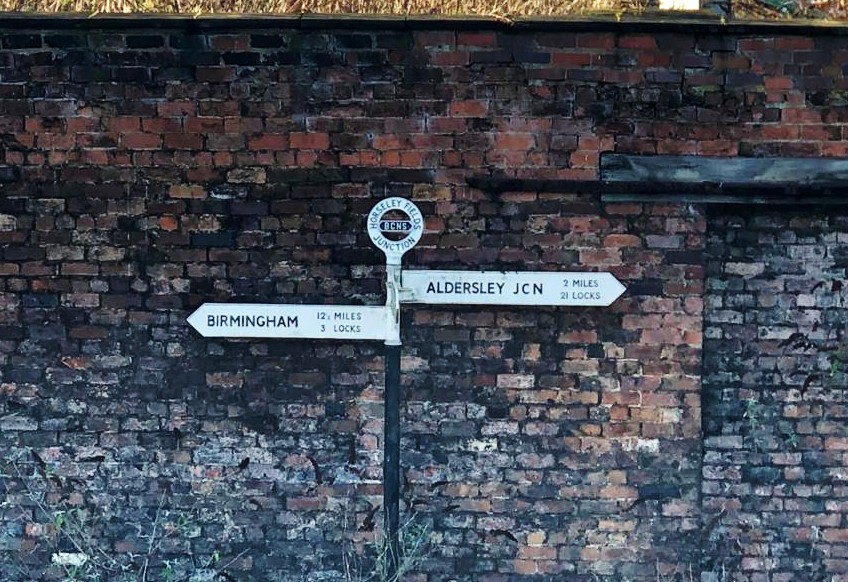 HORSELEY FIELDS
BCNS
JUNCTION
ALDERSLEY JCN
2 MILES
21 LOCKS
BIRMINGHAM
12½ MILES
3 LOCKS